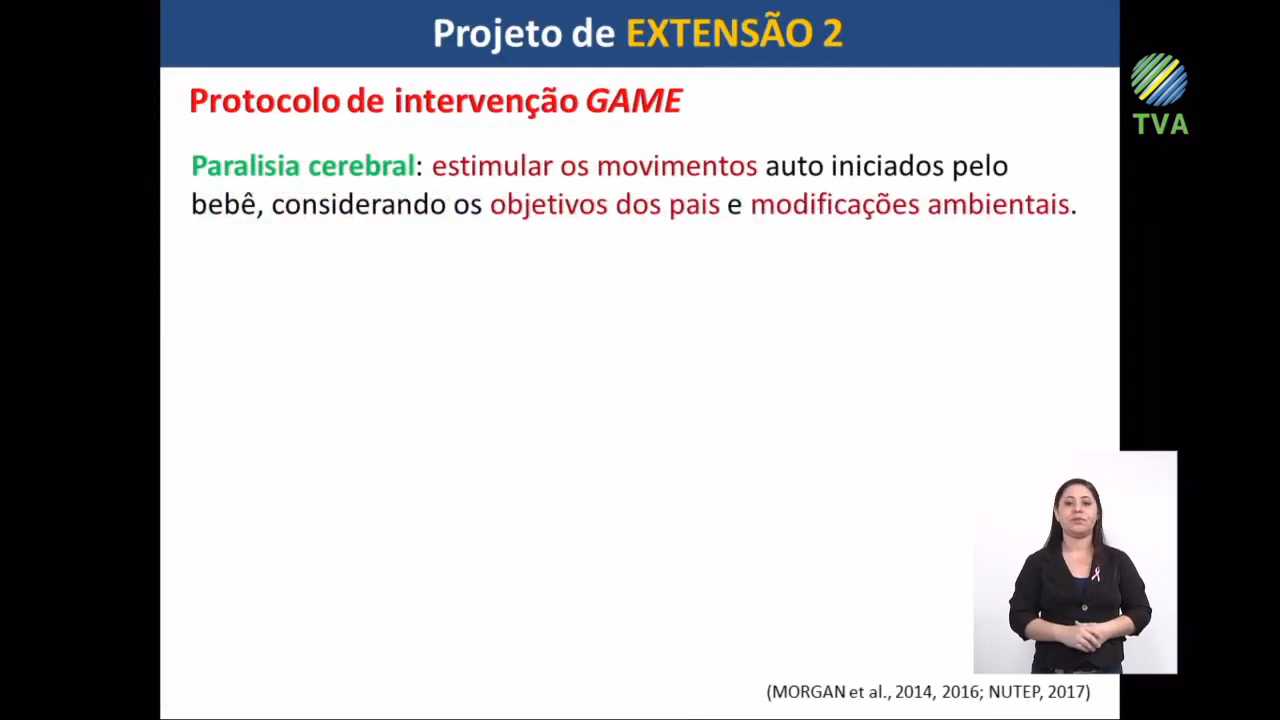 Projeto de EXTENSÃO 2
TVA
Protocolo de intervenção GAME
Paralisia cerebral: estimular os movimentos auto iniciados pelo
bebê, considerando os objetivos dos pais e modificações ambientais.
(MORGAN et al., 2014, 2016; NUTEP, 2017)